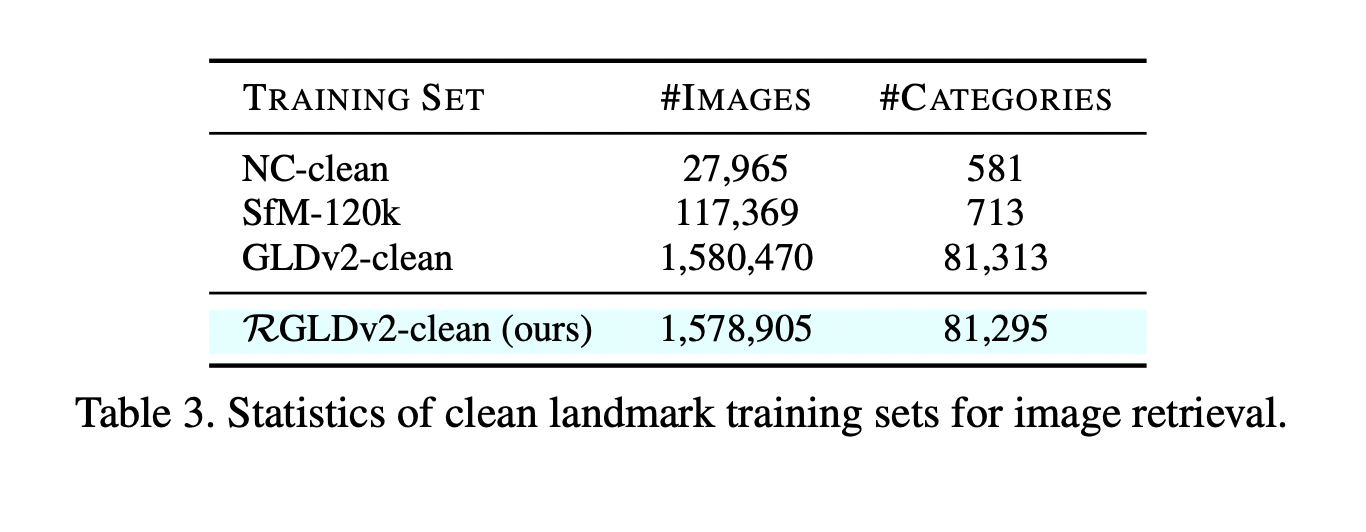 TRAINING SET #IMAGES #CATEGORIES
NC-clean 27,965 581
SfM-120k 117,369 713
GLDv2-clean 1,580,470 81,313
ℛGLDv2-clean (ours) 1,578,905 81,295
Table 3. Statistics of clean landmark training sets for image retrieval.